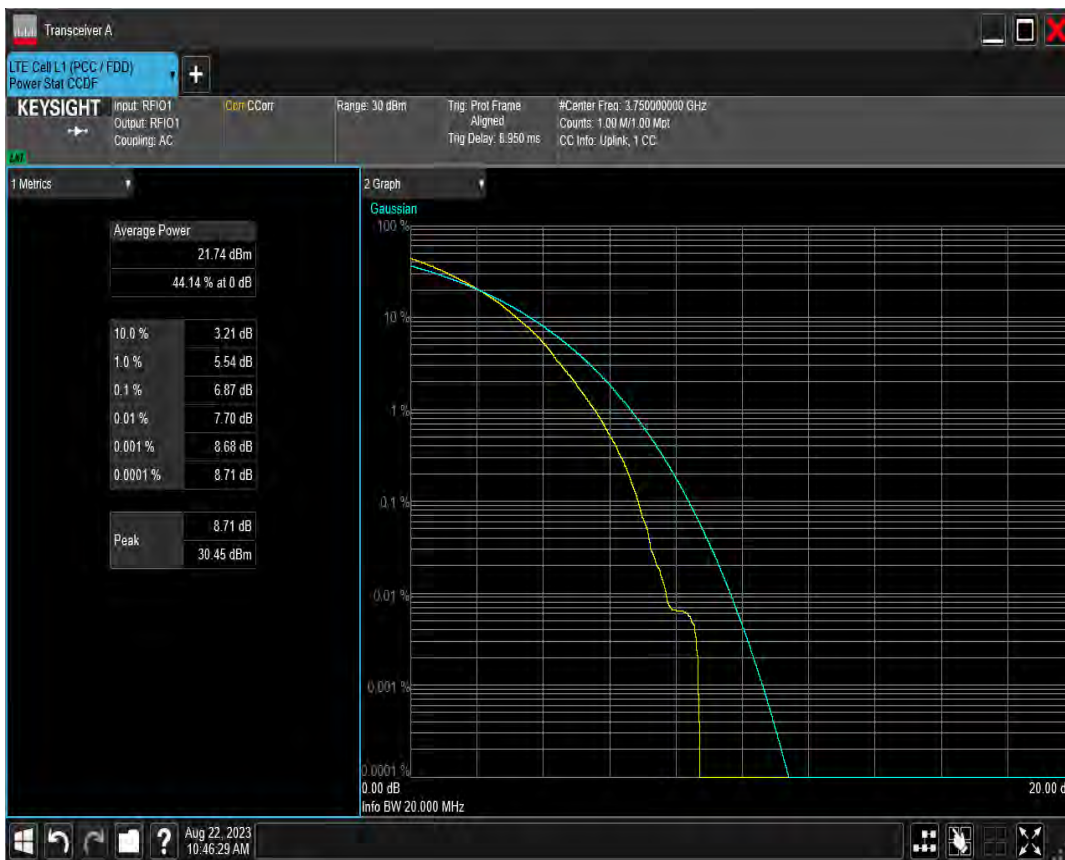 Transceiver A
LTE Cell L1 (PCC / FDD)
Power Stat CCDF
+
KEYSIGHT
LXI
Input: RFIO1
Output: RFIO1
Coupling: AC
Corr CCorr
Range: 30 dBm
Trig: Prot Frame
Aligned
Trig Delay: 8.950 ms
#Center Freq: 3.750000000 GHz
Counts: 1.00 M/1.00 Mpt
CC Info: Uplink, 1 CC
1 Metrics
Average Power
21.74 dBm
44.14 % at 0 dB
10.0 % 3.21 dB
1.0 % 5.54 dB
0.1 % 6.87 dB
0.01 % 7.70 dB
0.001 % 8.68 dB
0.0001 % 8.71 dB
Peak
8.71 dB
30.45 dBm
2 Graph
Gaussian
100 %
10 %
1 %
0.1 %
0.01 %
0.001 %
0.0001 %
0.00 dB
20.00 d
Info BW 20.000 MHz
?
Aug 22, 2023
10:46:29 AM